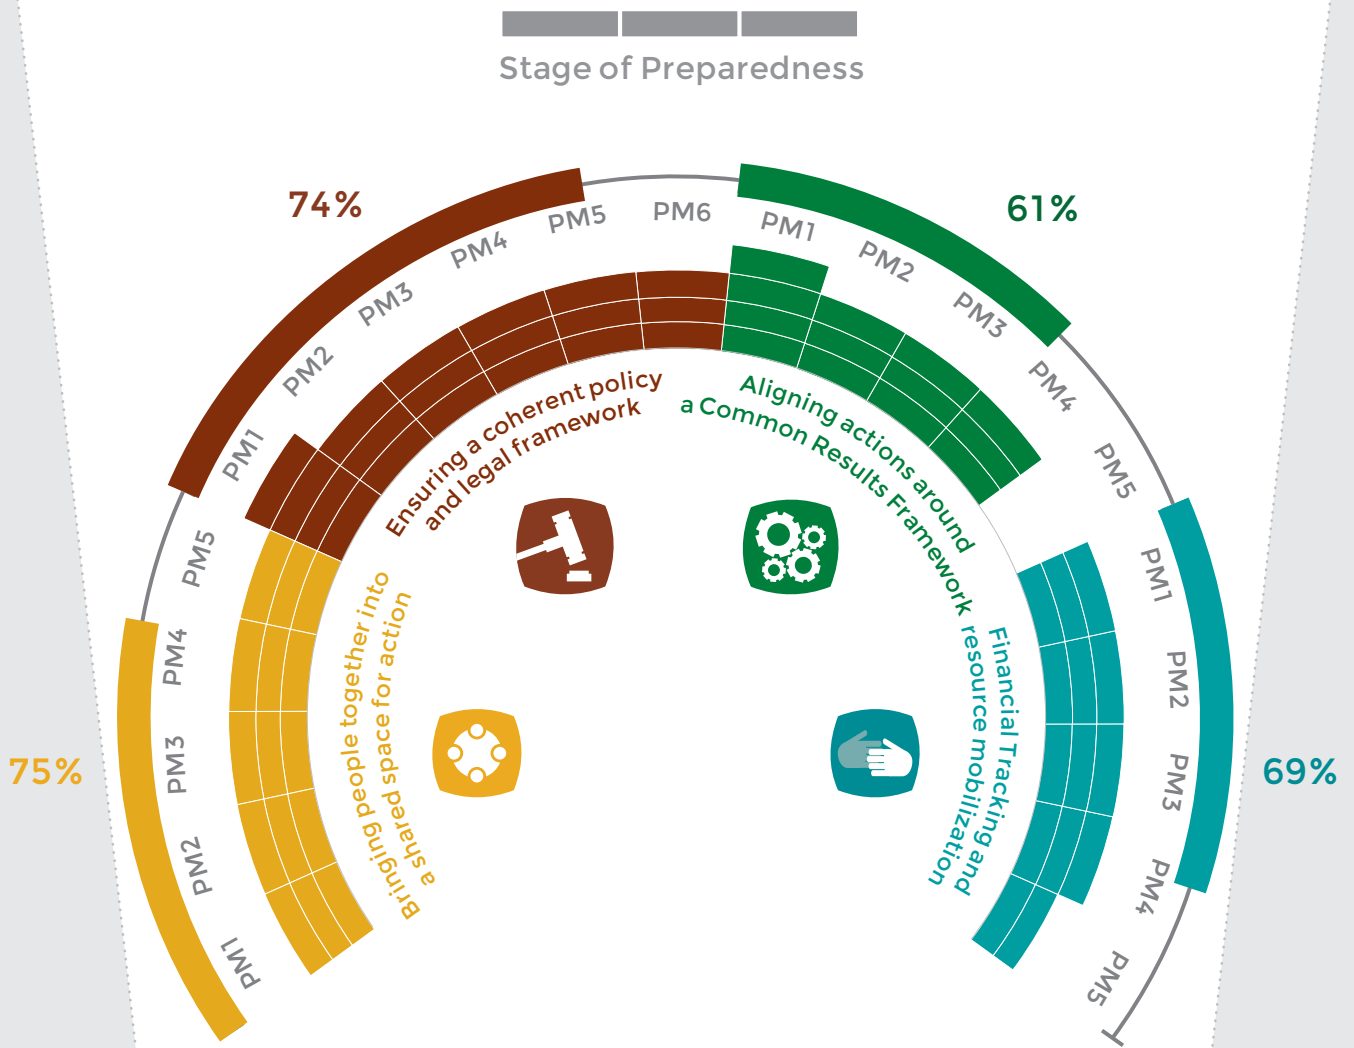 Stage of Preparedness
75%
PM1
PM2
PM3
PM4
PM5
Bringing people together into
a shared space for action
74%
PM1
PM2
PM3
PM4
PM5
PM6
Ensuring a coherent policy
and legal framework
61%
PM1
PM2
PM3
PM4
PM5
Aligning actions around
a Common Results Framework
69%
PM1
PM2
PM3
PM4
PM5
Financial Tracking and
resource mobilization